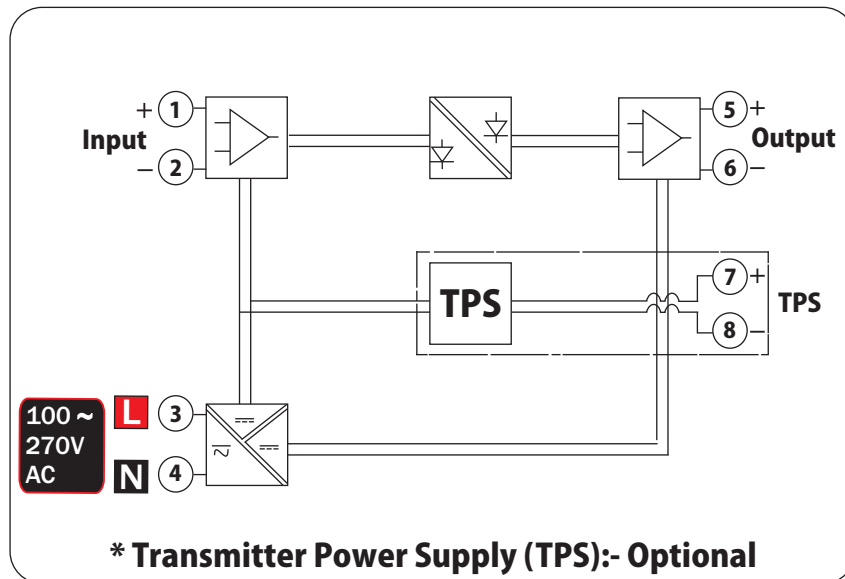 + 1
Input
− 2
5 +
Output
6 −
TPS
7 +
TPS
8 −
100 ~
270V
AC
L 3
N 4
* Transmitter Power Supply (TPS):- Optional